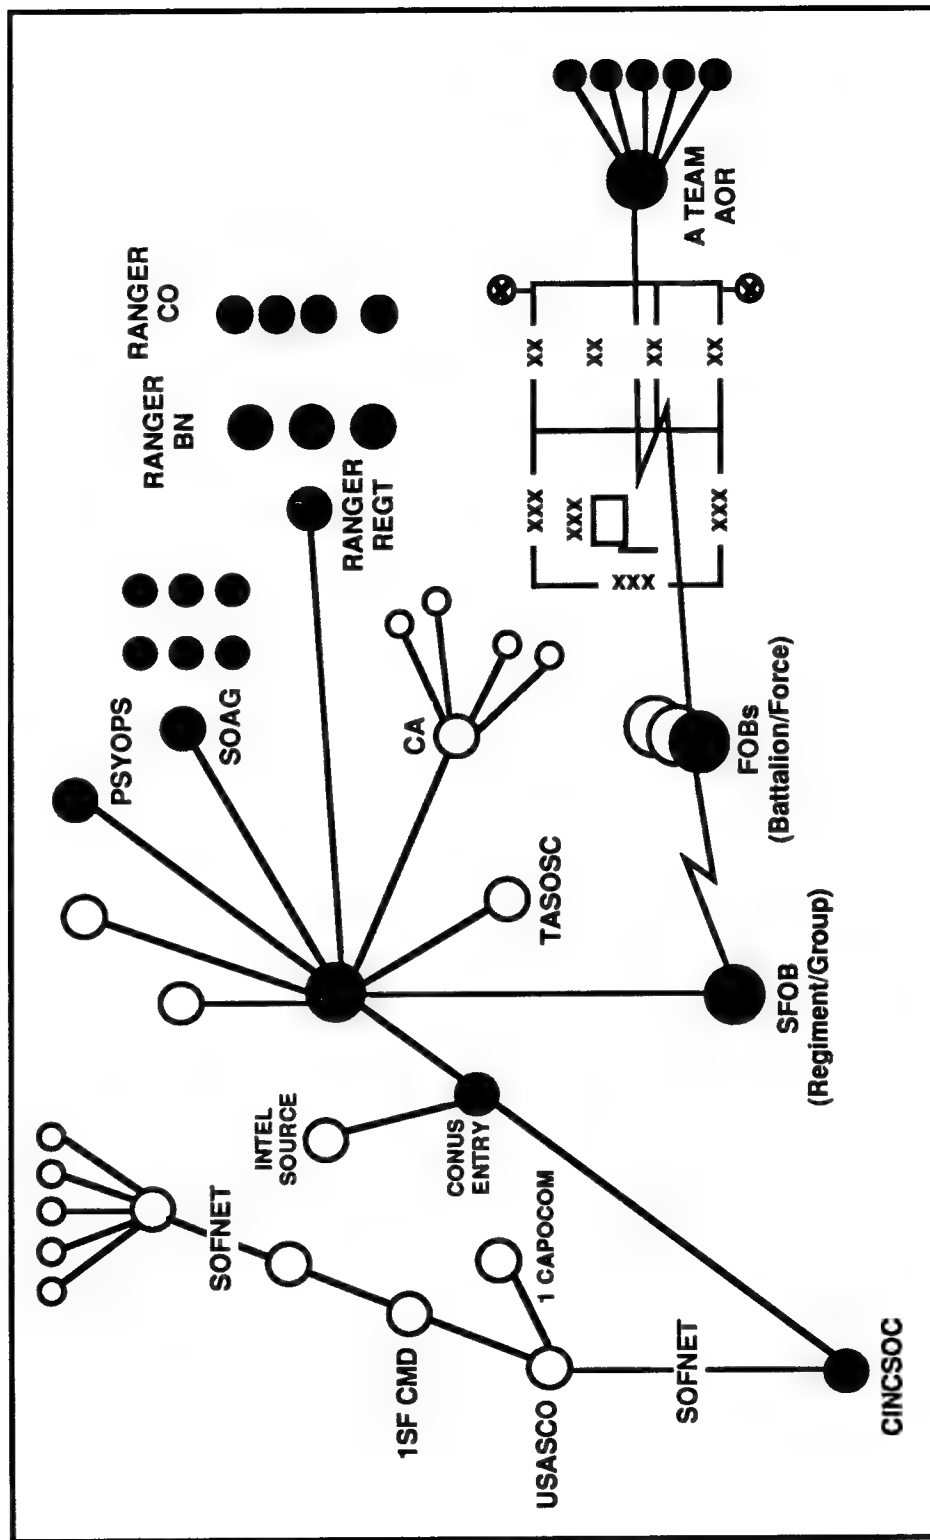 PSYOPS
RANGER
BN
RANGER
CO
SOFNET
SOAG
INTEL
SOURCE
RANGER
REGT
1SF CMD
CA
CONUS
ENTRY
XXX
XX
USASCO
1 CAPOCOM
TASOSC
XXX
XX
XXX
XX
SOFNET
A TEAM
AOR
XXX
XX
FOBs
(Battalion/Force)
SFOB
(Regiment/Group)
CINCSOC